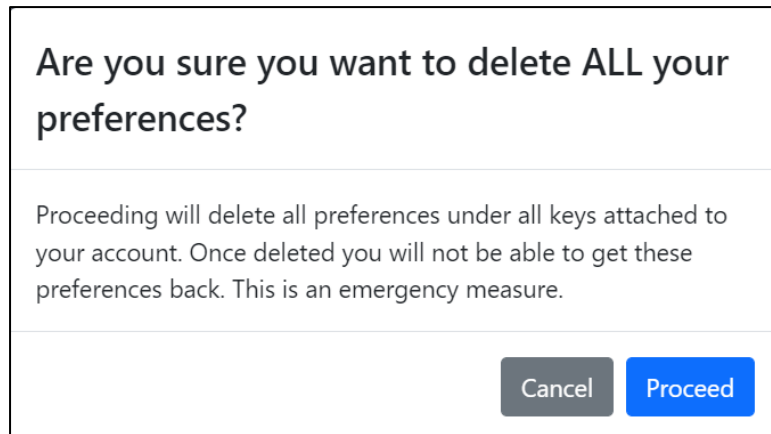 Are you sure you want to delete ALL your
preferences?
Proceeding will delete all preferences under all keys attached to
your account. Once deleted you will not be able to get these
preferences back. This is an emergency measure.
Cancel Proceed